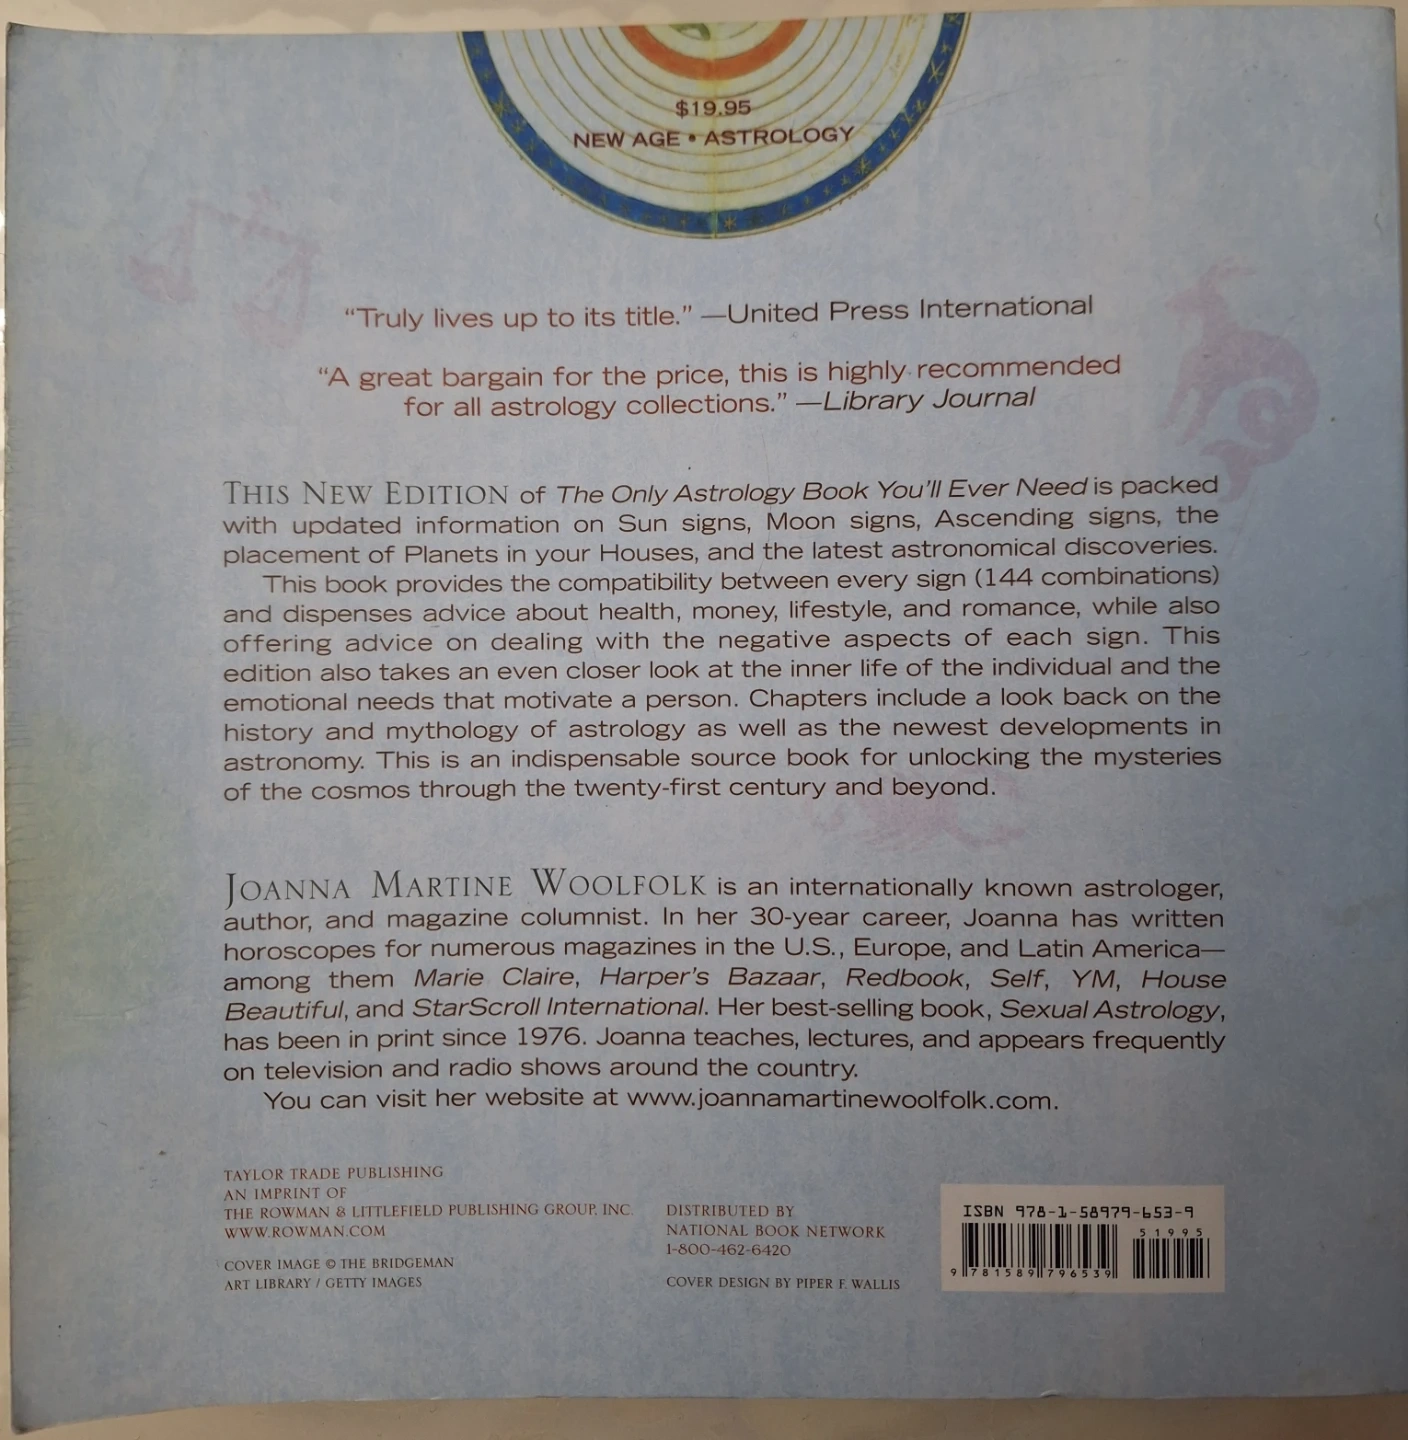 $19.95
NEW AGE • ASTROLOGY
“Truly lives up to its title.” —United Press International
“A great bargain for the price, this is highly recommended
for all astrology collections.” —Library Journal
THIS NEW EDITION of The Only Astrology Book You'll Ever Need is packed
with updated information on Sun signs, Moon signs, Ascending signs, the
placement of Planets in your Houses, and the latest astronomical discoveries.
This book provides the compatibility between every sign (144 combinations)
and dispenses advice about health, money, lifestyle, and romance, while also
offering advice on dealing with the negative aspects of each sign. This
edition also takes an even closer look at the inner life of the individual and the
emotional needs that motivate a person. Chapters include a look back on the
history and mythology of astrology as well as the newest developments in
astronomy. This is an indispensable source book for unlocking the mysteries
of the cosmos through the twenty-first century and beyond.
JOANNA MARTINE WOOLFOLK is an internationally known astrologer,
author, and magazine columnist. In her 30-year career, Joanna has written
horoscopes for numerous magazines in the U.S., Europe, and Latin America—
among them Marie Claire, Harper's Bazaar, Redbook, Self, YM, House
Beautiful, and StarScroll International. Her best-selling book, Sexual Astrology,
has been in print since 1976. Joanna teaches, lectures, and appears frequently
on television and radio shows around the country.
You can visit her website at www.joannamartinewoolfolk.com.
TAYLOR TRADE PUBLISHING
AN IMPRINT OF
THE ROWMAN & LITTLEFIELD PUBLISHING GROUP, INC.
WWW.ROWMAN.COM
COVER IMAGE © THE BRIDGEMAN
ART LIBRARY / GETTY IMAGES
DISTRIBUTED BY
NATIONAL BOOK NETWORK
1-800-462-6420
COVER DESIGN BY PIPER F. WALLIS
ISBN 978-1-58979-653-9
51995
9 781589 796539